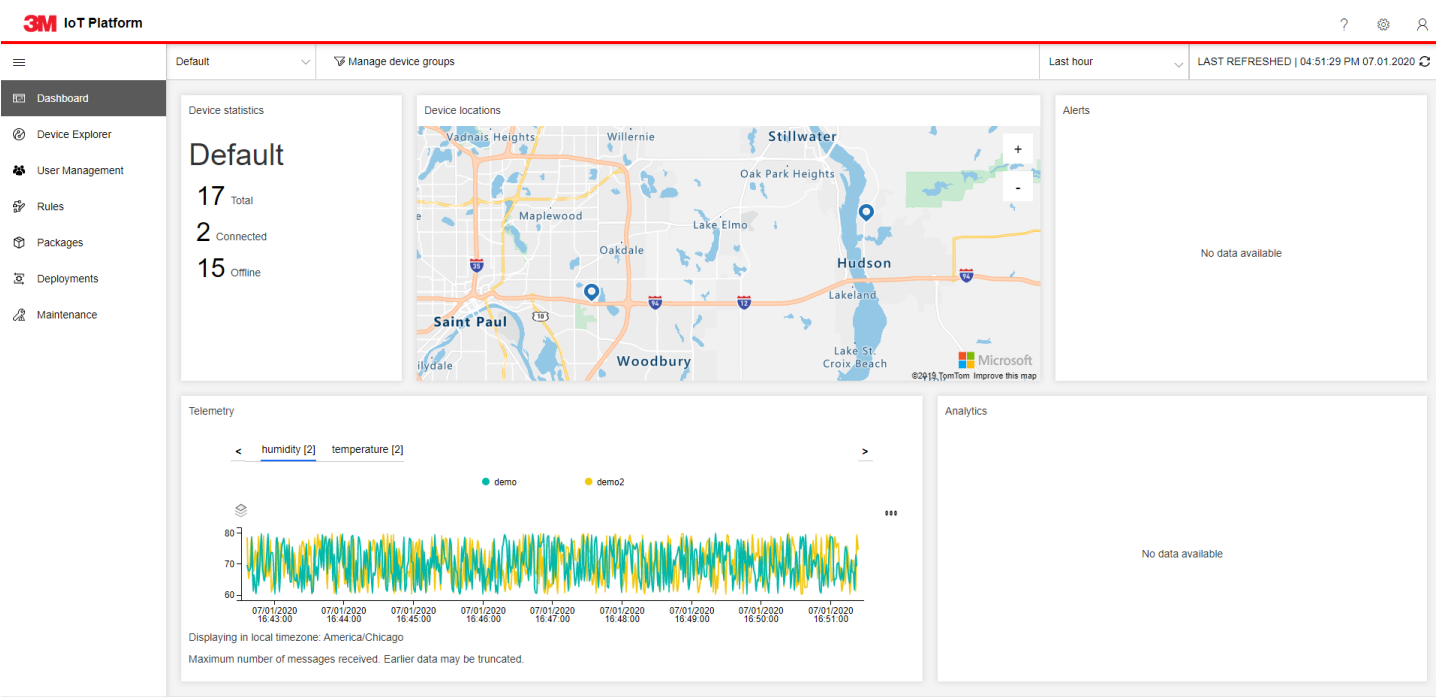 3M IoT Platform
?
Default
Manage device groups
Last hour
LAST REFRESHED | 04:51:29 PM 07.01.2020
Dashboard
Device Explorer
User Management
Rules
Packages
Deployments
Maintenance
Device statistics
Default
17 Total
2 Connected
15 Offline
Device locations
Vadnais Heights
Willernie
Stillwater
+
Oak Park Heights
-
Maplewood
Lake Elmo
Oakdale
Hudson
35
94
Lakeland
94
12
10
Saint Paul
Lake St.
Croix Beach
Woodbury
ilydale
Microsoft
©2019 TomTom Improve this map
Alerts
No data available
Telemetry
< humidity [2] temperature [2] >
demo demo2
80
70
60
07/01/2020 07/01/2020 07/01/2020 07/01/2020 07/01/2020 07/01/2020 07/01/2020 07/01/2020 07/01/2020
16:43:00 16:44:00 16:45:00 16:46:00 16:47:00 16:48:00 16:49:00 16:50:00 16:51:00
Displaying in local timezone: America/Chicago
Maximum number of messages received. Earlier data may be truncated.
Analytics
No data available